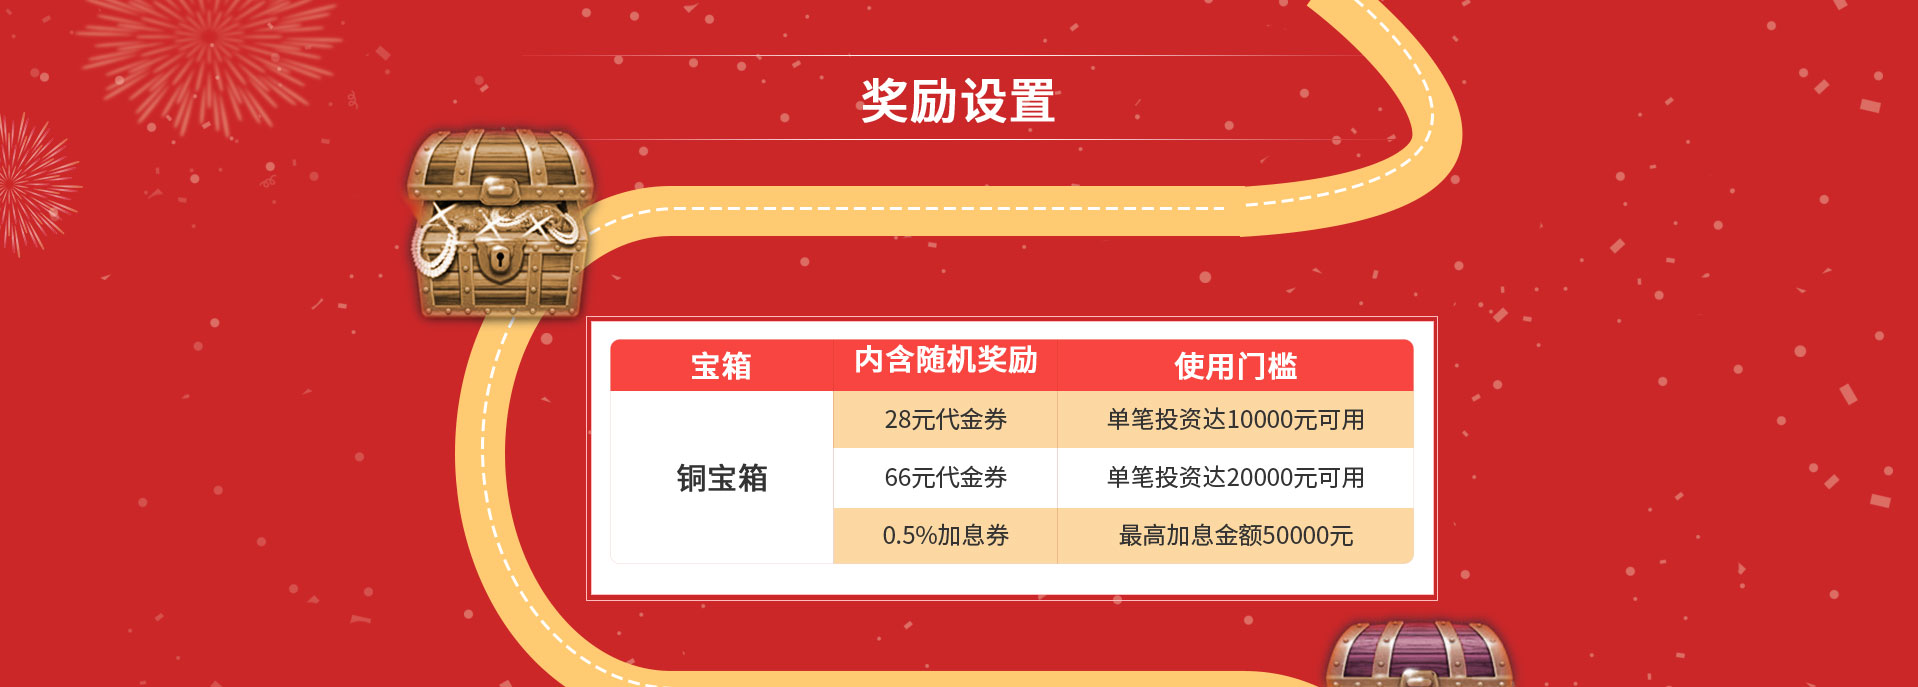 奖励设置
宝箱 内含随机奖励 使用门槛
铜宝箱
28元代金券 单笔投资达10000元可用
66元代金券 单笔投资达20000元可用
0.5%加息券 最高加息金额50000元